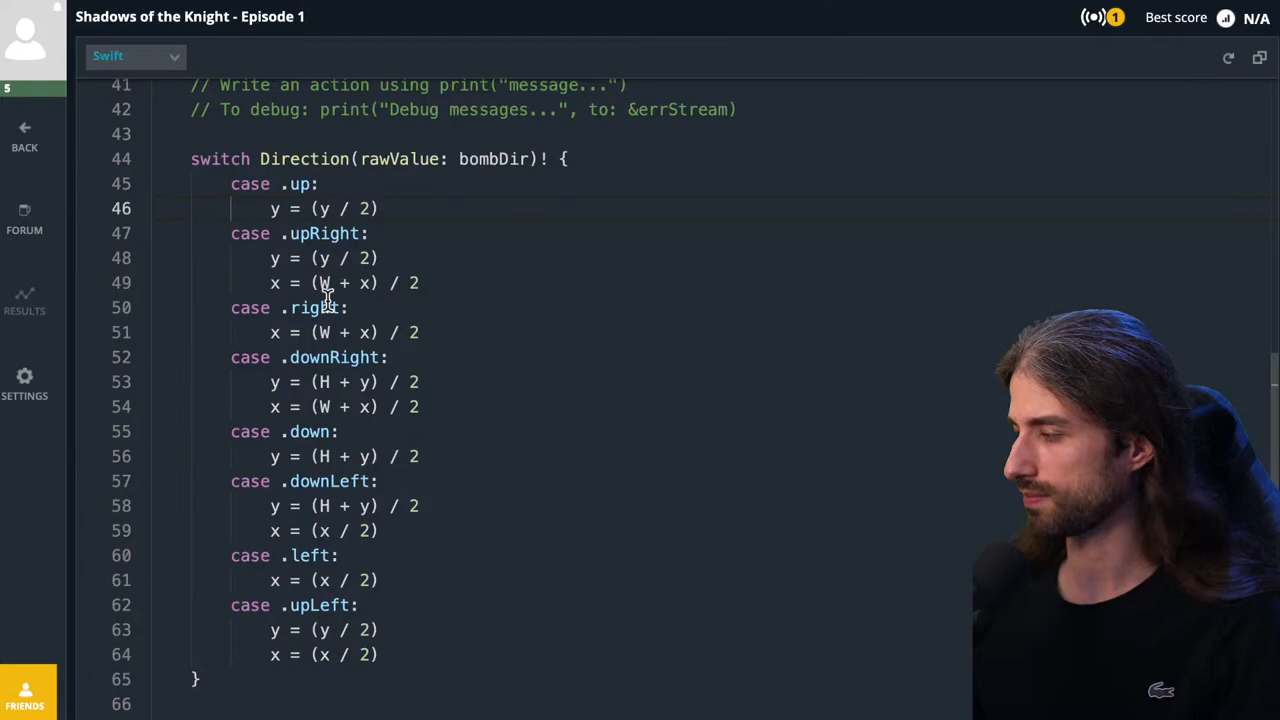 Shadows of the Knight - Episode 1
1
Best score
N/A
Swift
5
BACK
FORUM
RESULTS
SETTINGS
FRIENDS
41 // Write an action using print("message...")
42 // To debug: print("Debug messages...", to: &errStream)
43
44 switch Direction(rawValue: bombDir)! {
45 case .up:
46 y = (y / 2)
47 case .upRight:
48 y = (y / 2)
49 x = (W + x) / 2
50 case .right:
51 x = (W + x) / 2
52 case .downRight:
53 y = (H + y) / 2
54 x = (W + x) / 2
55 case .down:
56 y = (H + y) / 2
57 case .downLeft:
58 y = (H + y) / 2
59 x = (x / 2)
60 case .left:
61 x = (x / 2)
62 case .upLeft:
63 y = (y / 2)
64 x = (x / 2)
65 }
66